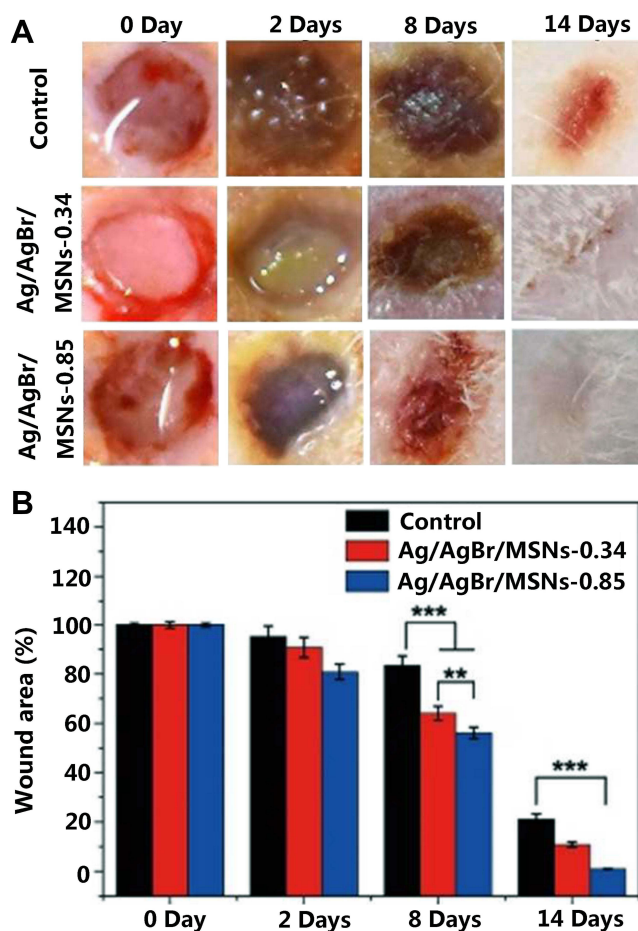 A
0 Day
2 Days
8 Days
14 Days
Control
Ag/AgBr/
MSNs-0.34
Ag/AgBr/
MSNs-0.85
B
Wound area (%)
140
120
100
80
60
40
20
0
Control
Ag/AgBr/MSNs-0.34
Ag/AgBr/MSNs-0.85
***
**
***
0 Day
2 Days
8 Days
14 Days